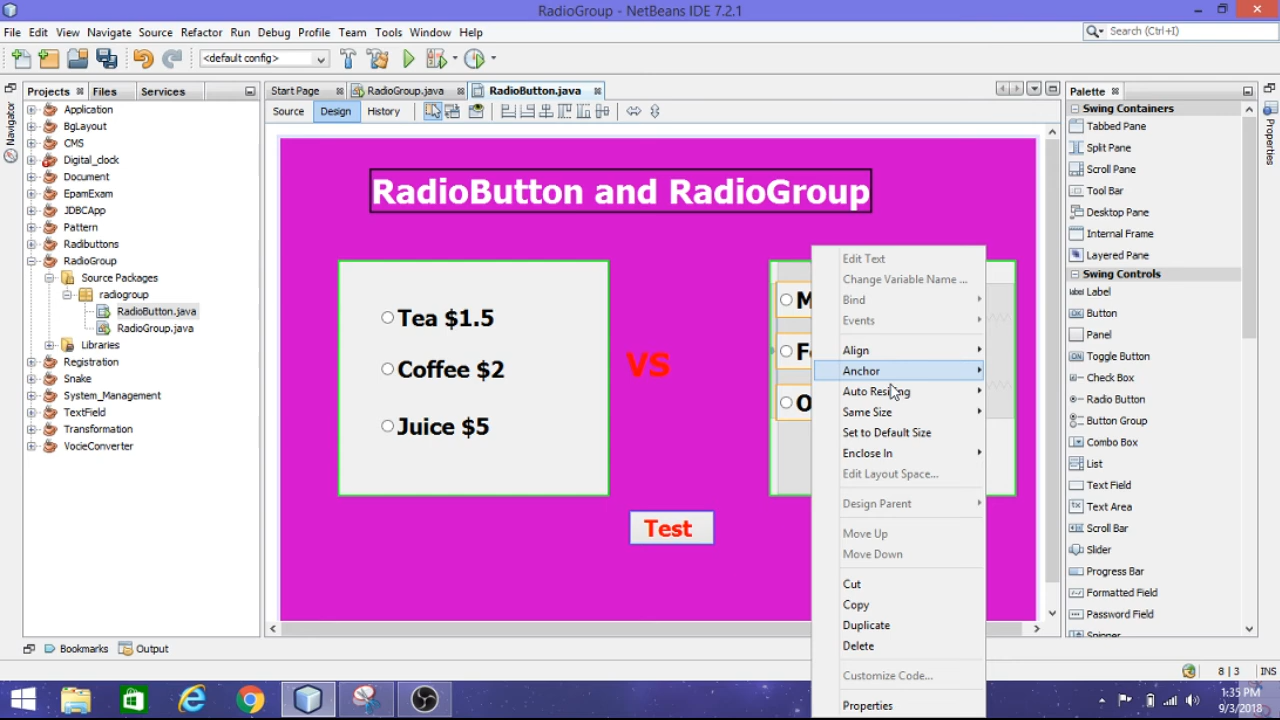 RadioGroup - NetBeans IDE 7.2.1
File Edit View Navigate Source Refactor Run Debug Profile Team Tools Window Help
Search (Ctrl+I)
<default config>
Projects Files Services
Start Page RadioGroup.java RadioButton.java
Source Design History
Navigator
Application
BgLayout
CMS
Digital_clock
Document
EpamExam
JDBCApp
Pattern
Radibuttons
RadioGroup
Source Packages
radiogroup
RadioButton.java
RadioGroup.java
Libraries
Registration
Snake
System_Management
TextField
Transformation
VocieConverter
RadioButton and RadioGroup
Tea $1.5
Coffee $2
Juice $5
VS
M
F
O
Test
Edit Text
Change Variable Name ...
Bind
Events
Align
Anchor
Auto Resizing
Same Size
Set to Default Size
Enclose In
Edit Layout Space...
Design Parent
Move Up
Move Down
Cut
Copy
Duplicate
Delete
Customize Code...
Properties
Palette
Swing Containers
Tabbed Pane
Split Pane
Scroll Pane
Tool Bar
Desktop Pane
Internal Frame
Layered Pane
Swing Controls
label Label
OK Button
Panel
ON Toggle Button
Check Box
Radio Button
Button Group
Combo Box
List
Text Field
Text Area
Scroll Bar
Slider
Progress Bar
Formatted Field
Password Field
Spinner
Properties
Bookmarks Output
8 | 3 INS
1:35 PM
9/3/2018